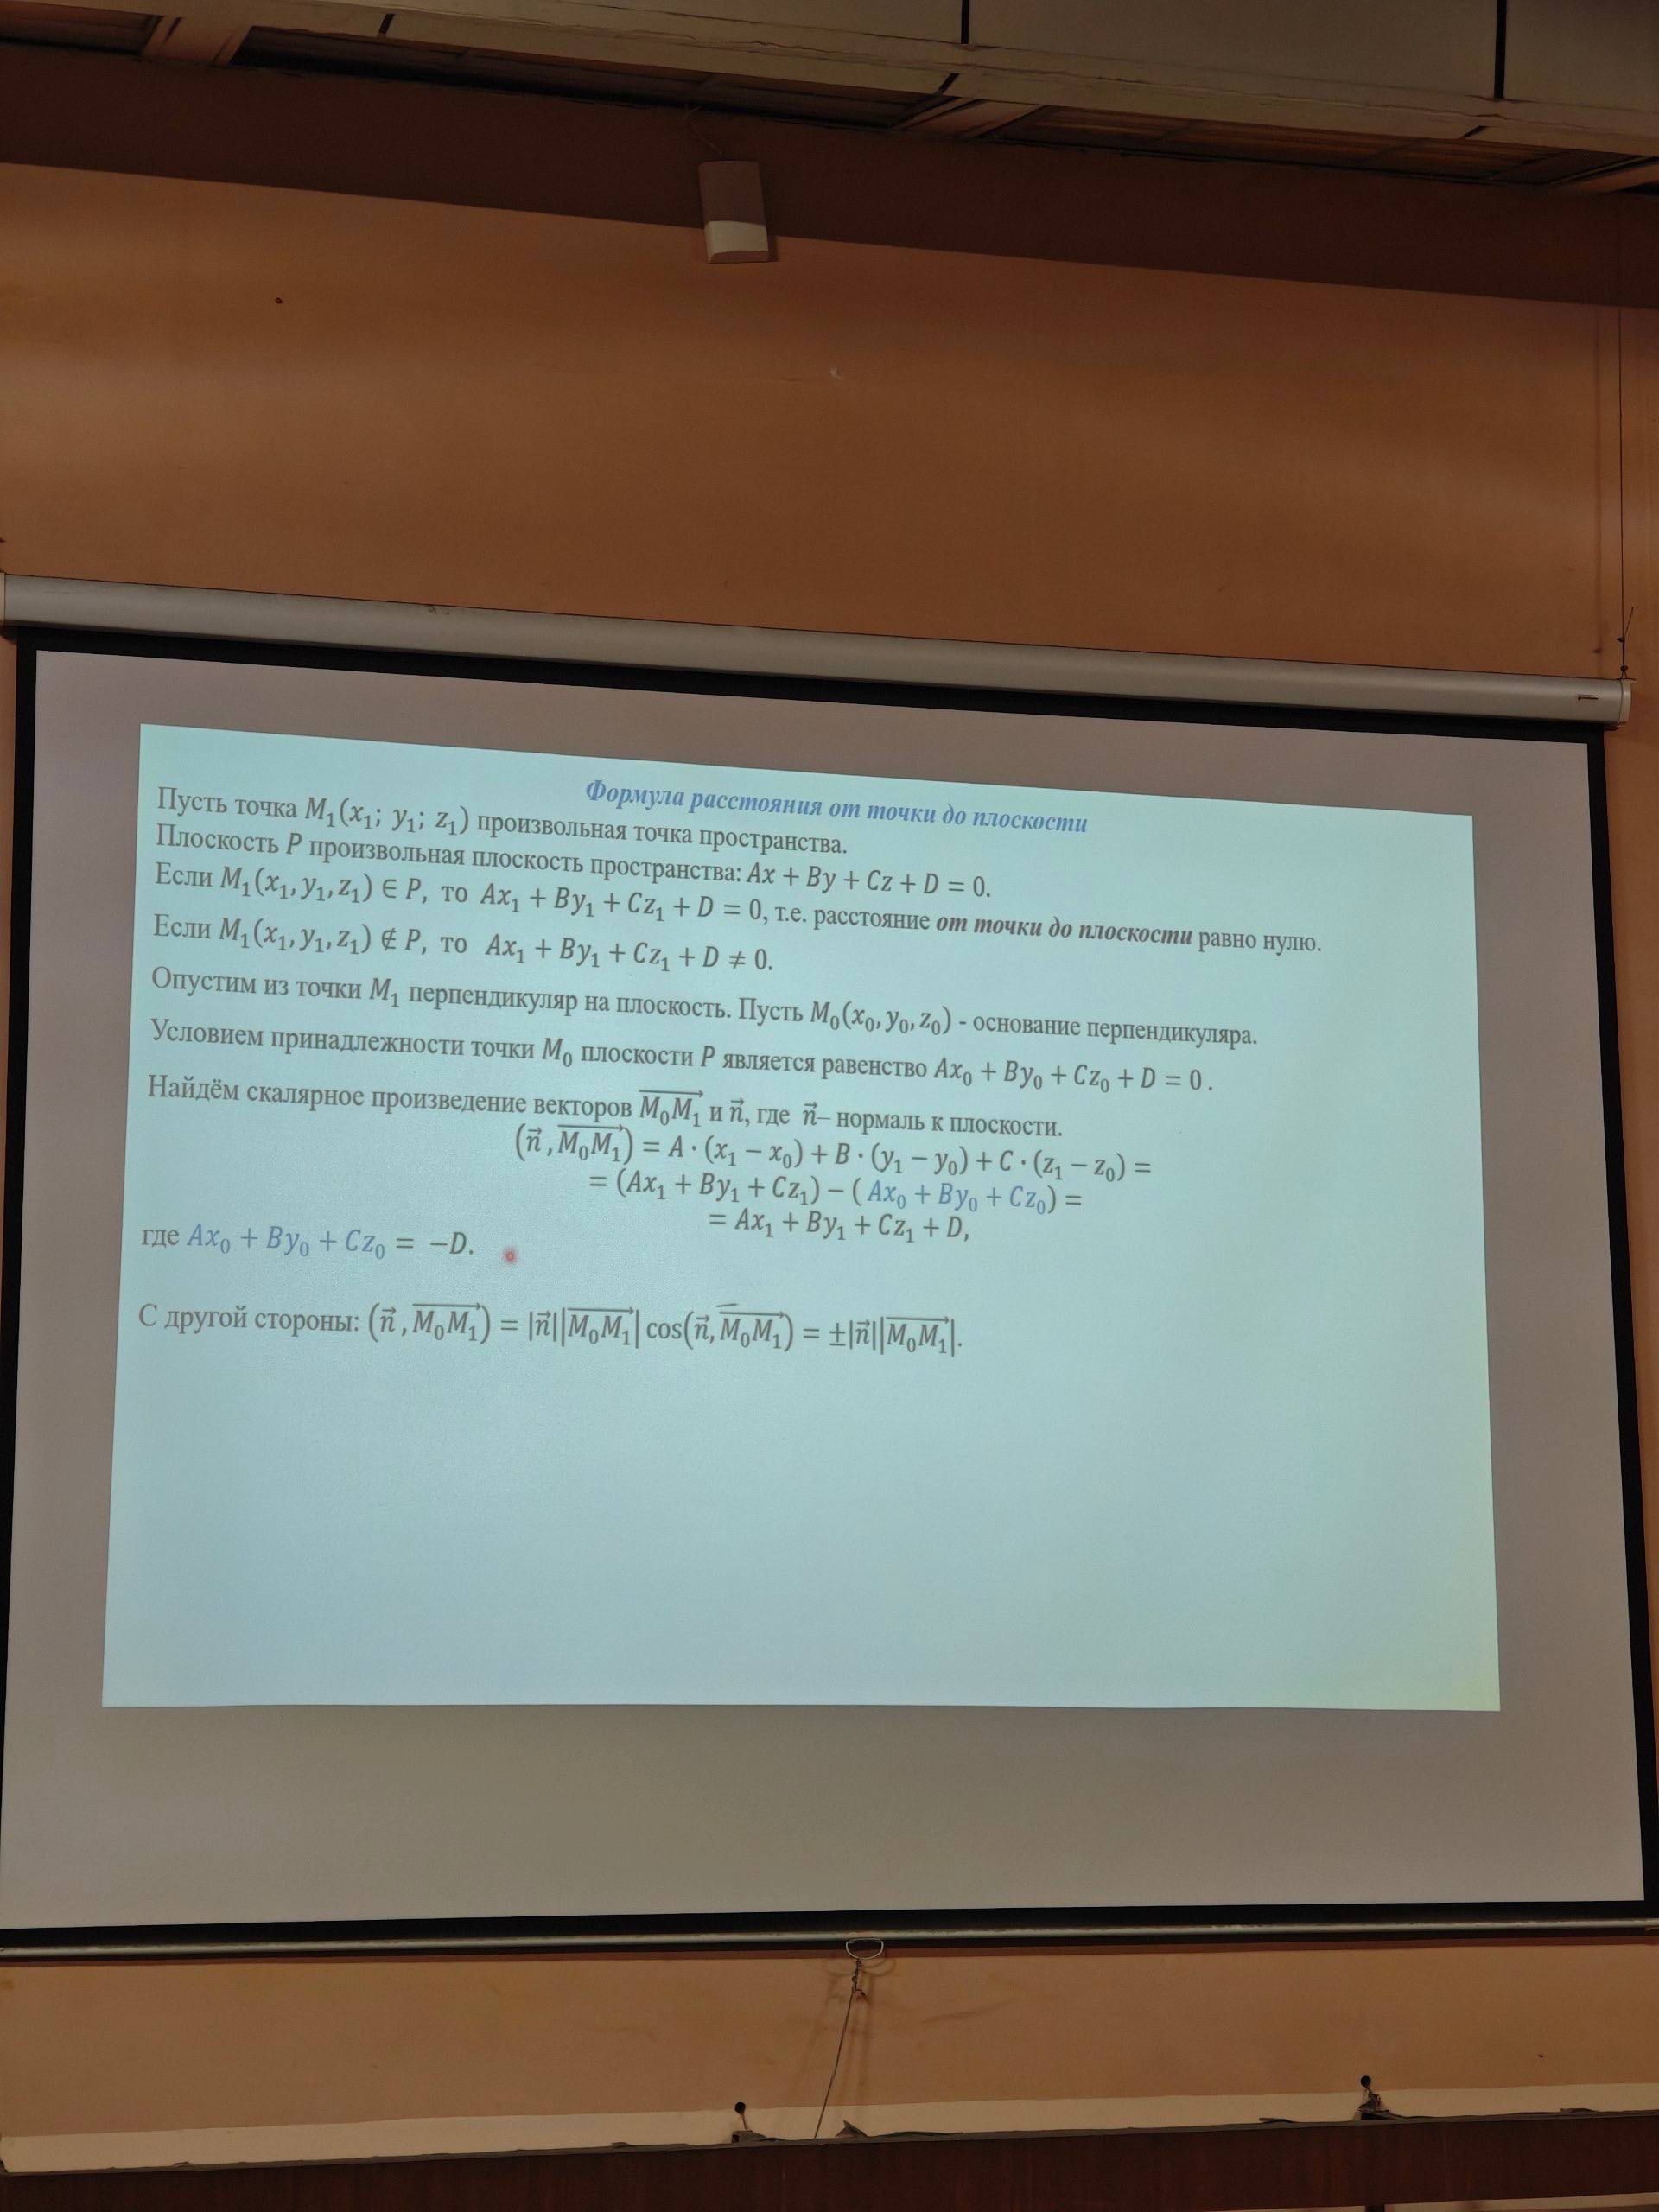 Формула расстояния от точки до плоскости
Пусть точка M₁(x₁; y₁; z₁) произвольная точка пространства.
Плоскость P произвольная плоскость пространства: Ax + By + Cz + D = 0.
Если M₁(x₁, y₁, z₁) ∈ P, то Ax₁ + By₁ + Cz₁ + D = 0, т.е. расстояние от точки до плоскости равно нулю.
Если M₁(x₁, y₁, z₁) ∉ P, то Ax₁ + By₁ + Cz₁ + D ≠ 0.
Опустим из точки M₁ перпендикуляр на плоскость. Пусть M₀(x₀, y₀, z₀) - основание перпендикуляра.
Условием принадлежности точки M₀ плоскости P является равенство Ax₀ + By₀ + Cz₀ + D = 0 .
Найдём скалярное произведение векторов M₀M₁⃗ и n⃗, где n⃗– нормаль к плоскости.
(n⃗ , M₀M₁⃗) = A · (x₁ − x₀) + B · (y₁ − y₀) + C · (z₁ − z₀) =
= (Ax₁ + By₁ + Cz₁) − ( Ax₀ + By₀ + Cz₀) =
= Ax₁ + By₁ + Cz₁ + D,
где Ax₀ + By₀ + Cz₀ = −D.
С другой стороны: (n⃗ , M₀M₁⃗) = |n⃗||M₀M₁⃗| cos(n⃗, M₀M₁⃗) = ±|n⃗||M₀M₁⃗|.